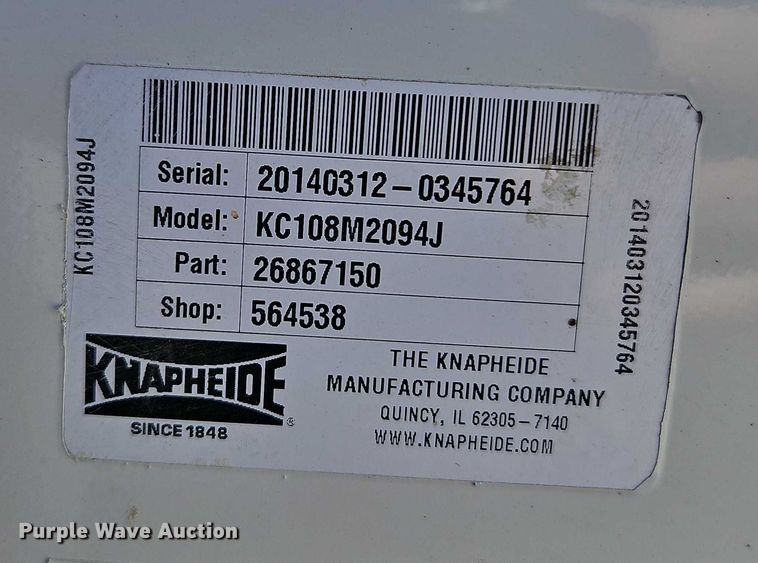 KC108M2094J
Serial: 20140312-0345764
Model: KC108M2094J
Part: 26867150
Shop: 564538
201403120345764
KNAPHEIDE
®
SINCE 1848
THE KNAPHEIDE
MANUFACTURING COMPANY
QUINCY, IL 62305-7140
WWW.KNAPHEIDE.COM
Purple Wave Auction